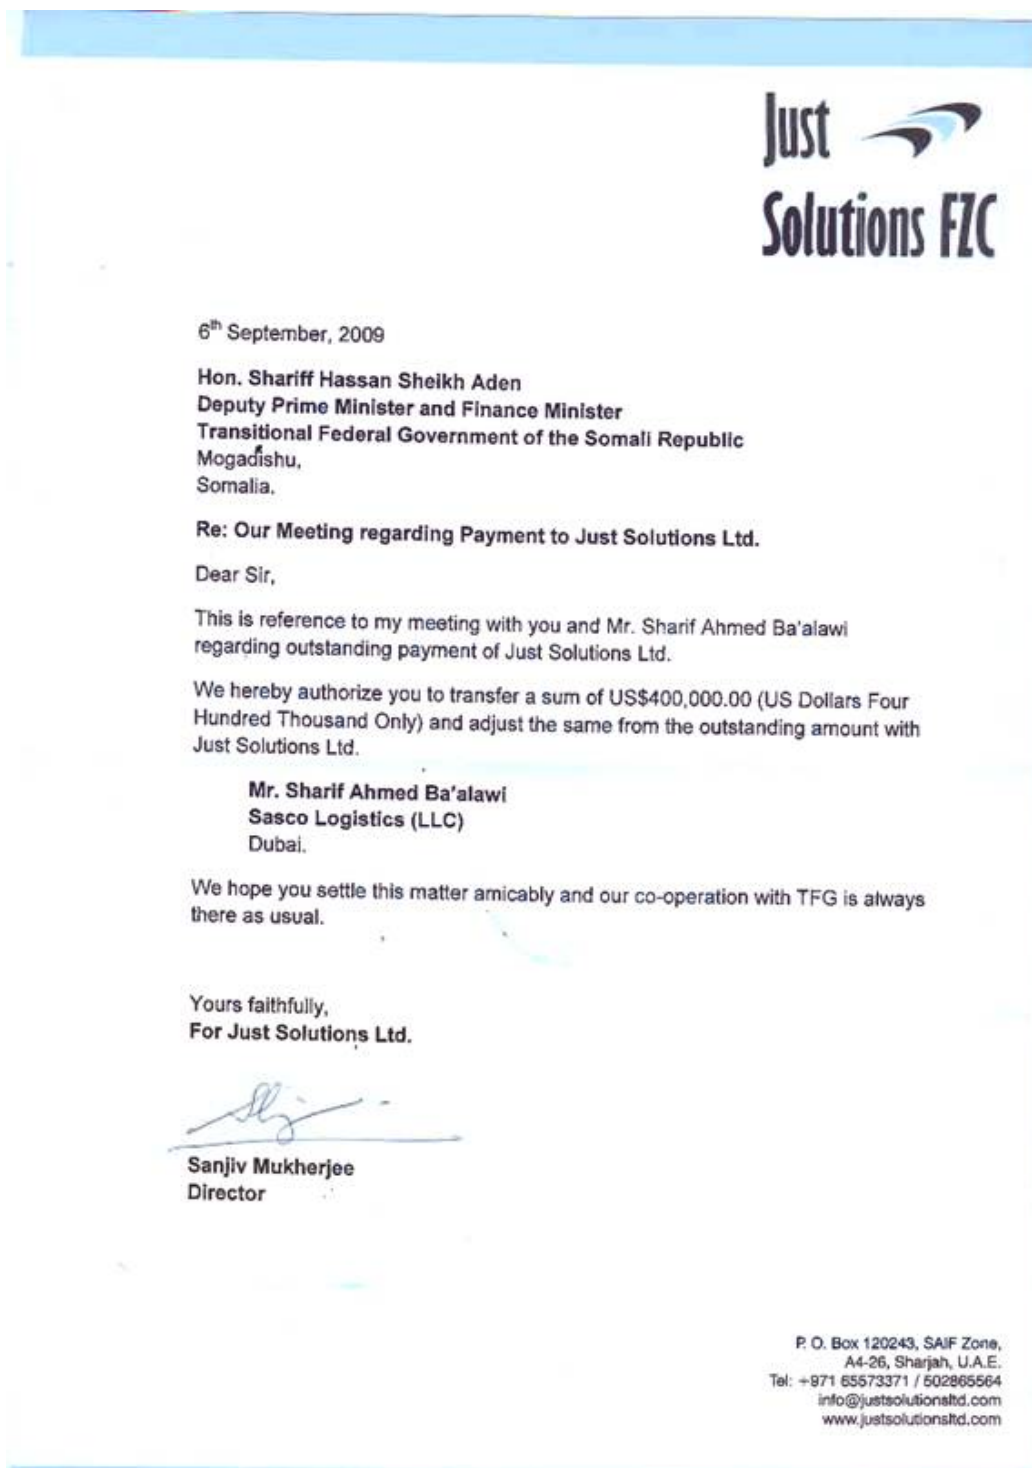 Just
Solutions FZC
6th September, 2009
Hon. Shariff Hassan Sheikh Aden
Deputy Prime Minister and Finance Minister
Transitional Federal Government of the Somali Republic
Mogadishu,
Somalia.
Re: Our Meeting regarding Payment to Just Solutions Ltd.
Dear Sir,
This is reference to my meeting with you and Mr. Sharif Ahmed Ba'alawi
regarding outstanding payment of Just Solutions Ltd.
We hereby authorize you to transfer a sum of US$400,000.00 (US Dollars Four
Hundred Thousand Only) and adjust the same from the outstanding amount with
Just Solutions Ltd.
Mr. Sharif Ahmed Ba'alawi
Sasco Logistics (LLC)
Dubai.
We hope you settle this matter amicably and our co-operation with TFG is always
there as usual.
Yours faithfully,
For Just Solutions Ltd.
Sanjiv Mukherjee
Director
P. O. Box 120243, SAIF Zone,
A4-26, Sharjah, U.A.E.
Tel: +971 65573371 / 502865564
info@justsolutionsltd.com
www.justsolutionsltd.com